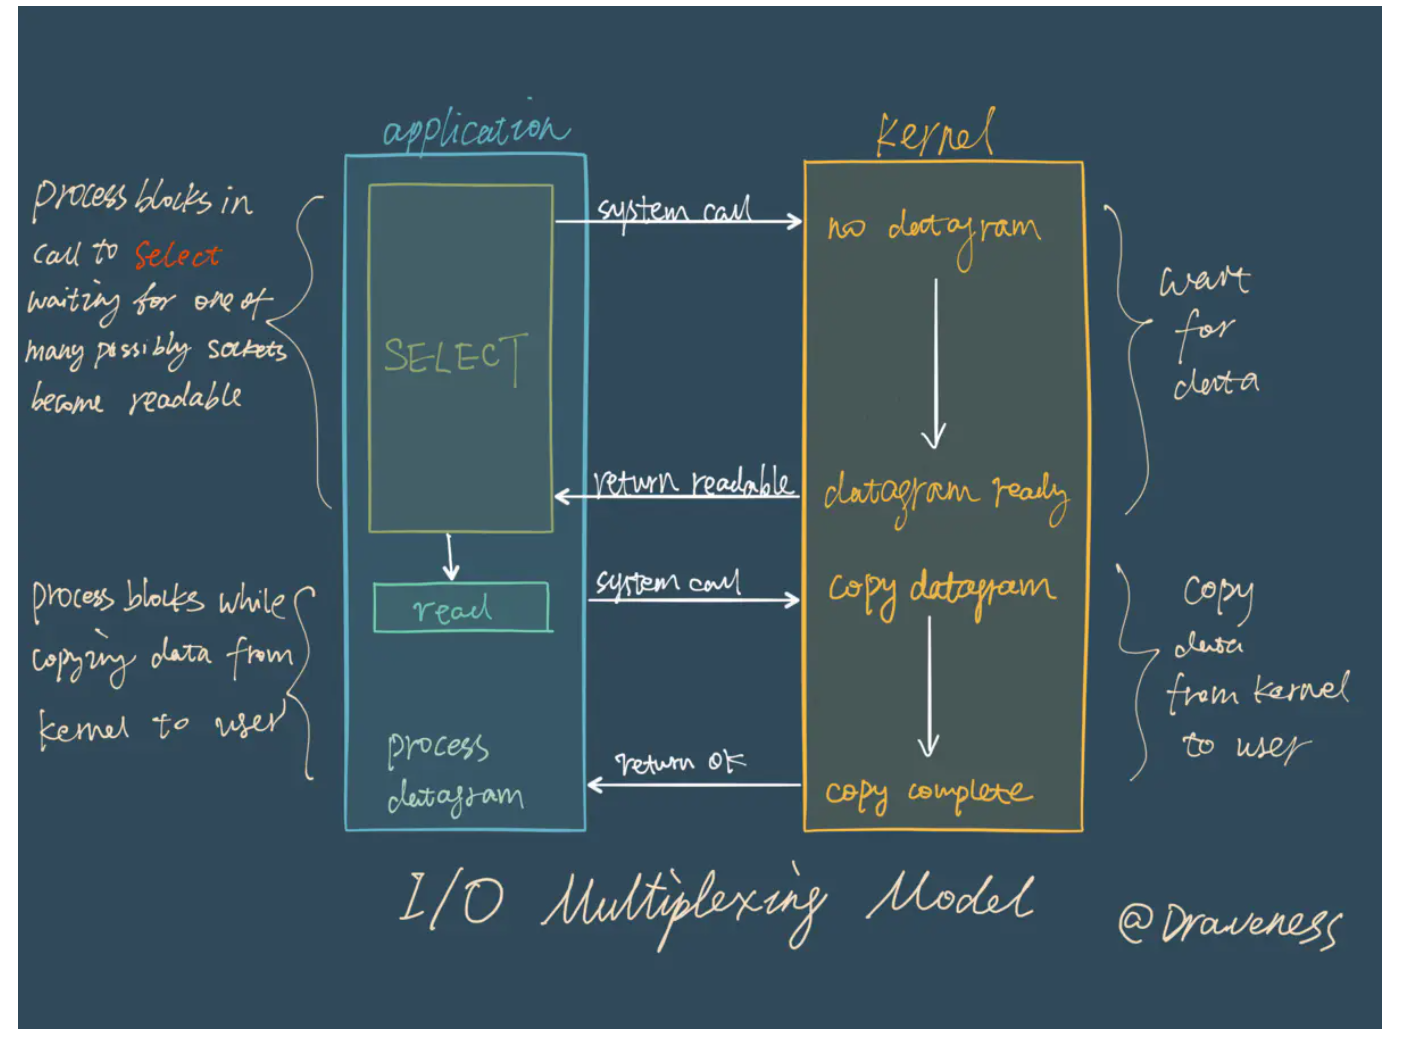 application
Kernel
process blocks in
call to Select
waiting for one of
many possibly sockets
become readable
SELECT
system call
no datagram
wait
for
data
return readable
datagram ready
process blocks while
copying data from
kernel to user
read
system call
copy datagram
copy
data
from kernel
to user
process
datagram
return OK
copy complete
I/O Multiplexing Model
@Draveness